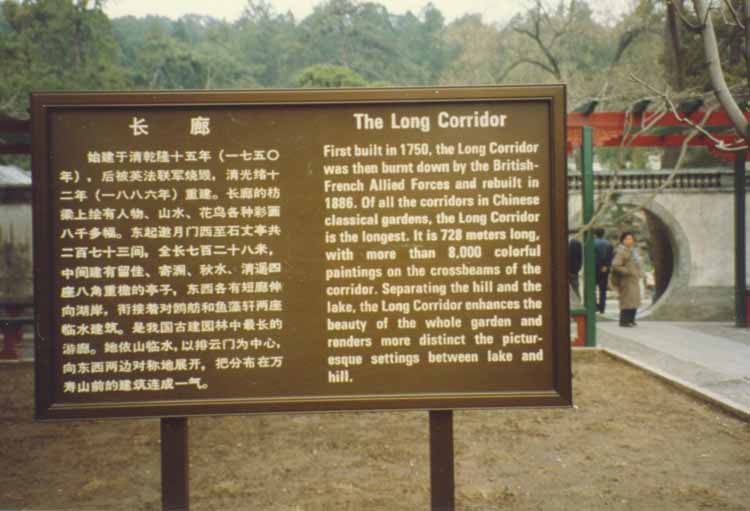 长 廊
始建于清乾隆十五年（一七五〇
年），后被英法联军烧毁，清光绪十
二年（一八八六年）重建。长廊的枋
梁上绘有人物、山水、花鸟各种彩画
八千多幅。东起邀月门西至石丈亭共
二百七十三间，全长七百二十八米，
中间建有留佳、寄澜、秋水、清遥四
座八角重檐的亭子，东西各有短廊伸
向湖岸，衔接着对鸥舫和鱼藻轩两座
临水建筑。是我国古建园林中最长的
游廊。她依山临水，以排云门为中心，
向东西两边对称地展开，把分布在万
寿山前的建筑连成一气。
The Long Corridor
First built in 1750, the Long Corridor
was then burnt down by the British-
French Allied Forces and rebuilt in
1886. Of all the corridors in Chinese
classical gardens, the Long Corridor
is the longest. It is 728 meters long,
with more than 8,000 colorful
paintings on the crossbeams of the
corridor. Separating the hill and the
lake, the Long Corridor enhances the
beauty of the whole garden and
renders more distinct the pictur-
esque settings between lake and
hill.